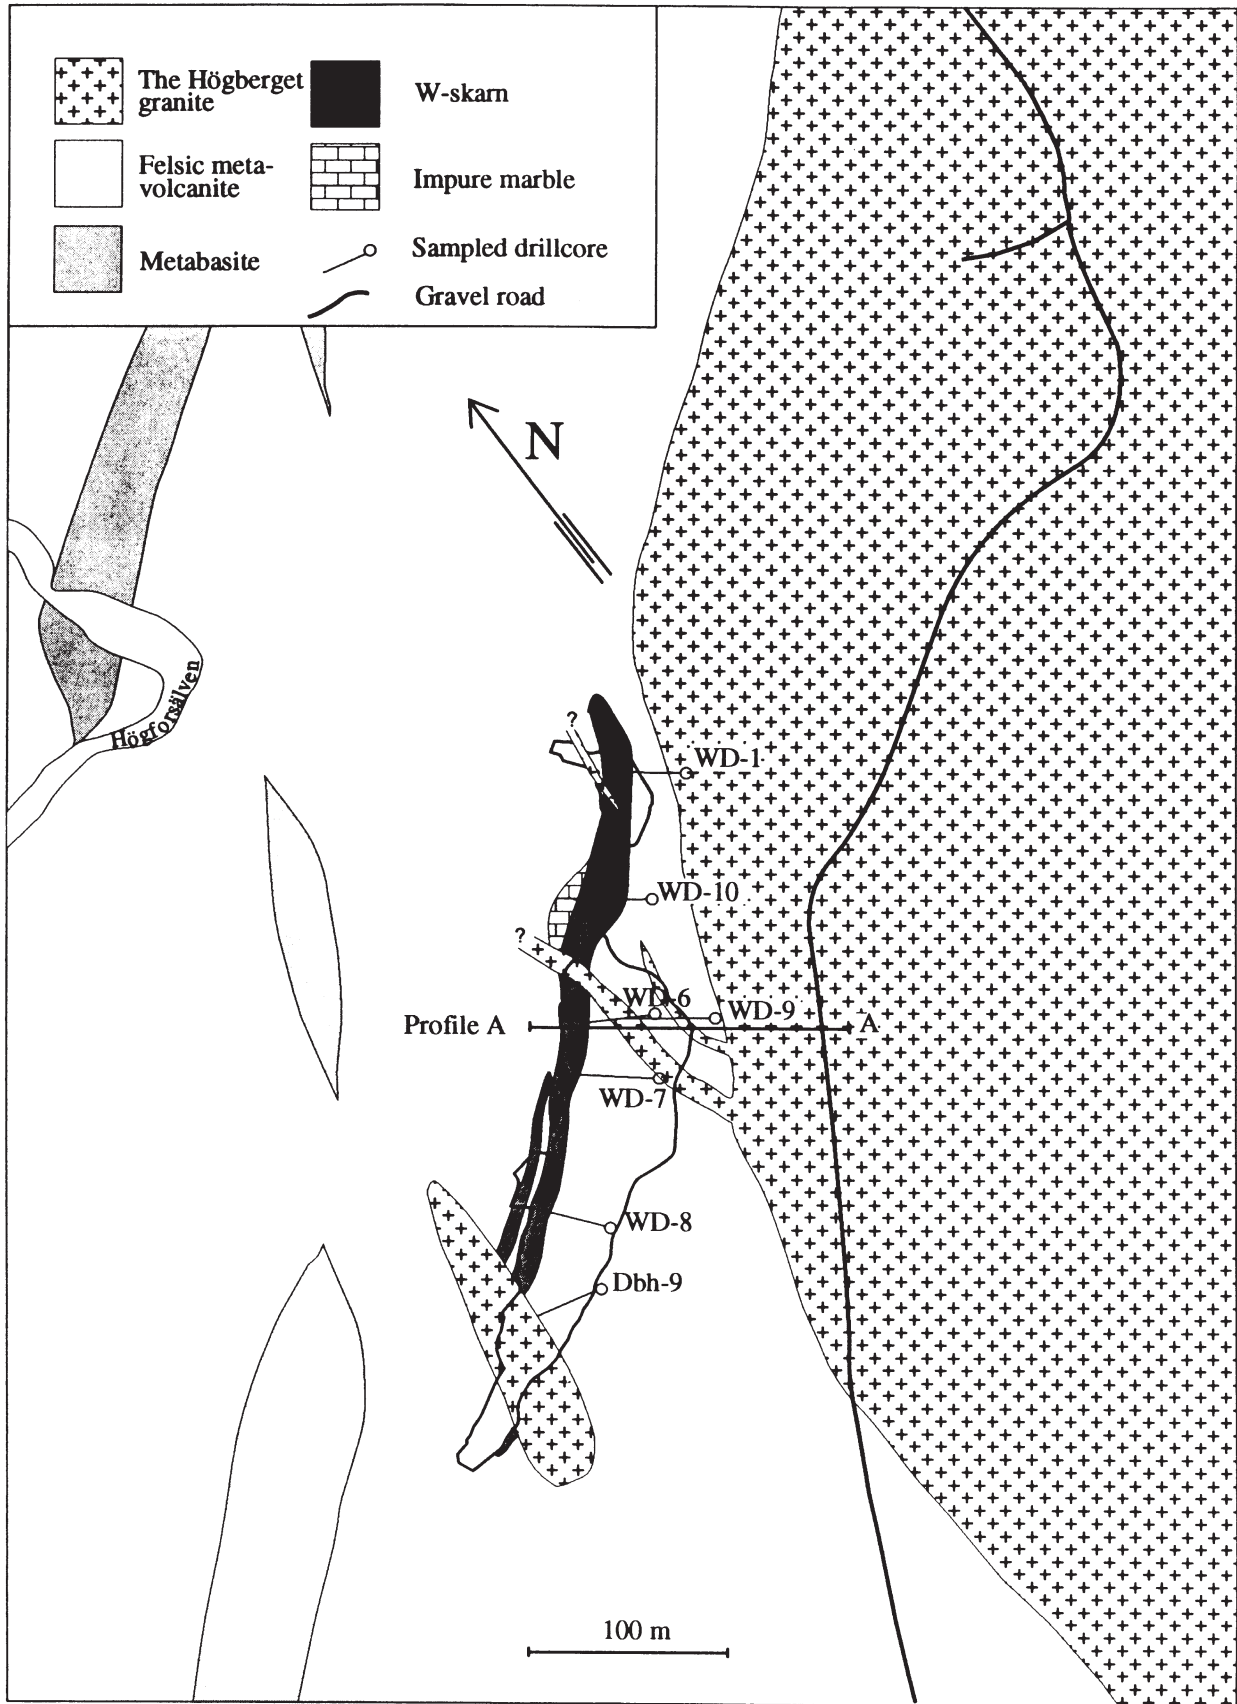 The Högberget
granite
W-skarn
Felsic meta-
volcanite
Impure marble
Metabasite
Sampled drillcore
Gravel road
N
Högforsälven
?
WD-1
WD-10
?
WD-6
WD-9
Profile A
A
WD-7
WD-8
Dbh-9
100 m